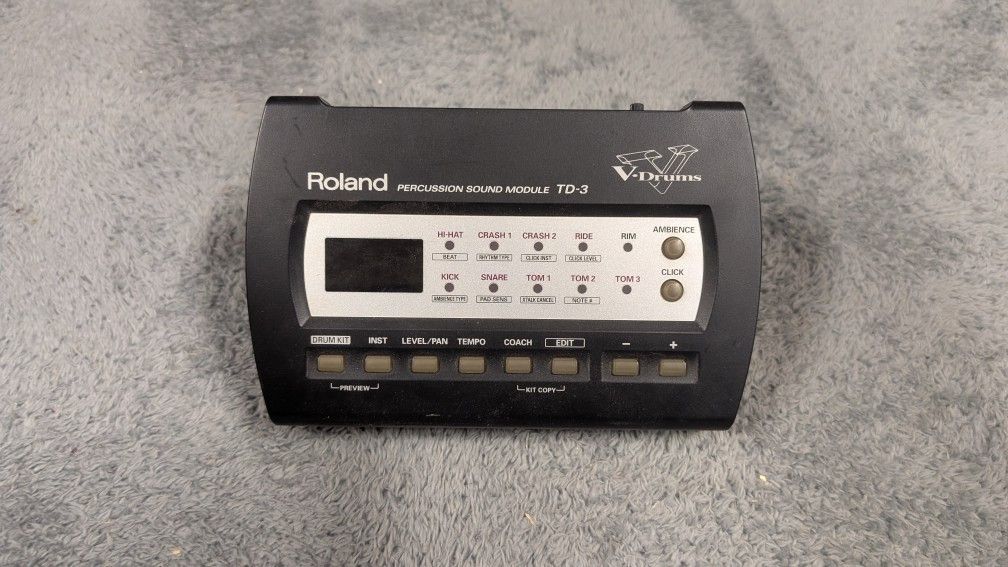 Roland PERCUSSION SOUND MODULE TD-3
V-Drums
HI-HAT CRASH 1 CRASH 2 RIDE RIM AMBIENCE
BEAT RHYTHM TYPE CLICK INST CLICK LEVEL
KICK SNARE TOM 1 TOM 2 TOM 3 CLICK
AMBIENCE TYPE PAD SENS XTALK CANCEL NOTE #
DRUM KIT INST LEVEL/PAN TEMPO COACH EDIT - +
PREVIEW KIT COPY